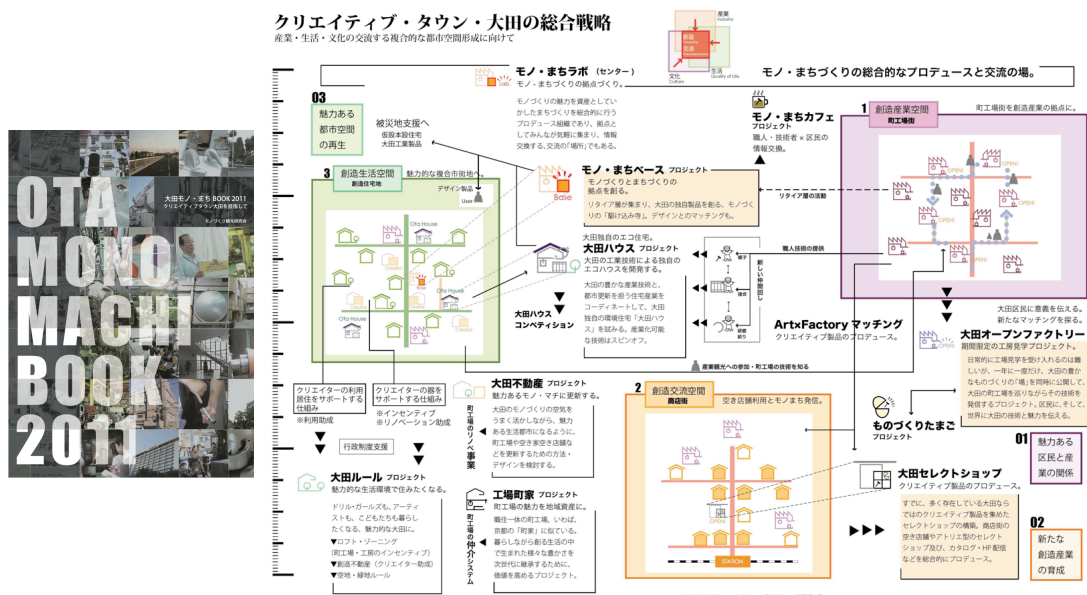 OTA
MONO
MACHI
BOOK
2011
大田モノ・まち BOOK 2011
クリエイティブタウン大田を目指して
モノづくり観光研究会
クリエイティブ・タウン・大田の総合戦略
産業・生活・文化の交流する複合的な都市空間形成に向けて
産業
Industry
創造
交流
文化
Culture
生活
Quality of Life
モノ・まちラボ（センター）
モノ・まちづくりの拠点づくり。
モノづくりの魅力を資産としてい
かしたまちづくりを総合的に行う
プロデュース組織であり、拠点と
してみんなが気軽に集まり、情報
交換する、交流の「場所」でもある。
モノ・まちづくりの総合的なプロデュースと交流の場。
03
魅力ある
都市空間
の再生
被災地支援へ
仮設本設住宅
大田工業製品
モノ・まちカフェ
プロジェクト
職人・技術者 × 区民の
情報交換。
1 創造産業空間
町工場街
町工場街を創造産業の拠点に。
OPEN!
OPEN!
OPEN!
OPEN!
3 創造生活空間
創造住宅地
魅力的な複合市街地へ。
デザイン製品
User
Ota House
Ota House
Ota House
Creator
Creator
Creator
Base
モノ・まちベース プロジェクト
モノづくりとまちづくりの
拠点を創る。
リタイア層が集まり、大田の独自製品を創る、モノづく
りの「駆け込み寺」。デザインとのマッチングも。
Base
リタイア層の活動
大田独自のエコ住宅。
大田ハウス プロジェクト
大田の工業技術による独自の
エコハウスを開発する。
大田の豊かな産業技術と、
都市更新を担う住宅産業を
コーディネートして、大田
独自の環境住宅「大田ハウ
ス」を試みる。産業化可能
な技術はスピンオフ。
大田ハウス
コンペティション
新しい仲間回し
職人技術の提供
Art×Factory マッチング
クリエイティブ製品のプロデュース。
産業観光への参加・町工場の技術を知る
大田区民に意義を伝える。
新たなマッチングを探る。
OPEN!
大田オープンファクトリー
期間限定の工房見学プロジェクト。
日常的に工場見学を受け入れるのは難
しいが、一年に一度だけ、大田の豊か
なものづくりの「場」を同時に公開して、
大田の町工場を巡りながらその技術を
発信するプロジェクト。区民に、そして、
世界に大田の技術と魅力を伝える。
ものづくりたまご
プロジェクト
01
魅力ある
区民と産
業の関係
クリエイターの利用
居住をサポートする
仕組み
※利用助成
クリエイターの器を
サポートする仕組み
※インセンティブ
※リノベーション助成
行政制度支援
大田不動産 プロジェクト
魅力あるモノ・マチに更新する。
大田のモノづくりの空気を
うまく活かしながら、魅力
ある生活都市になるように、
町工場や空き家空き店舗な
どを更新するための方法・
デザインを検討する。
町工場のリノベ事業
大田ルール プロジェクト
魅力的な生活環境で住みたくなる。
ドリル・ガールズも、アーティ
ストも、こどもたちも暮らし
たくなる、魅力的な大田に。
▼ロフト・ゾーニング
(町工場・工房のインセンティブ)
▼創造不動産（クリエイター助成）
▼空地・緑地ルール
工場町家 プロジェクト
町工場の魅力を地域資産に。
職住一体の町工場、いわば、
京都の「町家」に似ている。
暮らしながら創る生活の中
で生まれた様々な豊かさを
次世代に継承するために、
価値を高めるプロジェクト。
町工場の仲介システム
2 創造交流空間
商店街
空き店舗利用とモノまち発信。
OPEN!
STATION
大田セレクトショップ
クリエイティブ製品のプロデュース。
すでに、多く存在している大田なら
ではのクリエイティブ製品を集めた
セレクトショップの構築。商店街の
空き店舗やアトリエ型のセレクト
ショップ及び、カタログ・HP 配信
などを総合的にプロデュース。
02
新たな
創造産業
の育成